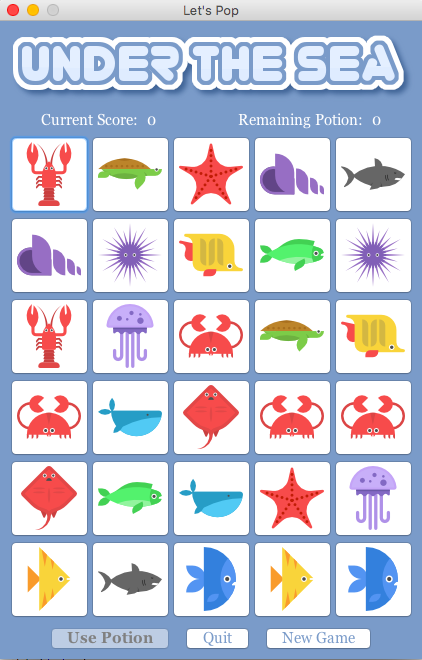 Let's Pop
UNDER THE SEA
Current Score: 0 Remaining Potion: 0
Use Potion Quit New Game